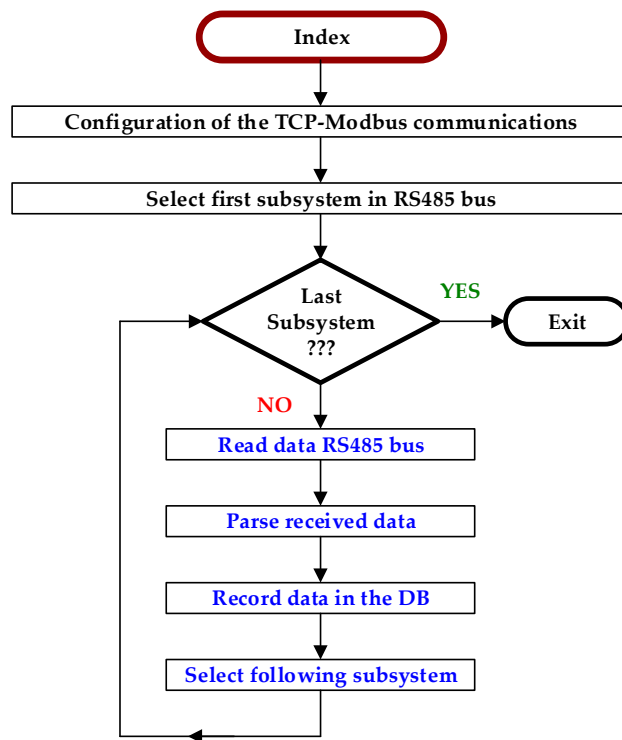 Index
Configuration of the TCP-Modbus communications
Select first subsystem in RS485 bus
Last
Subsystem
???
YES
Exit
NO
Read data RS485 bus
Parse received data
Record data in the DB
Select following subsystem